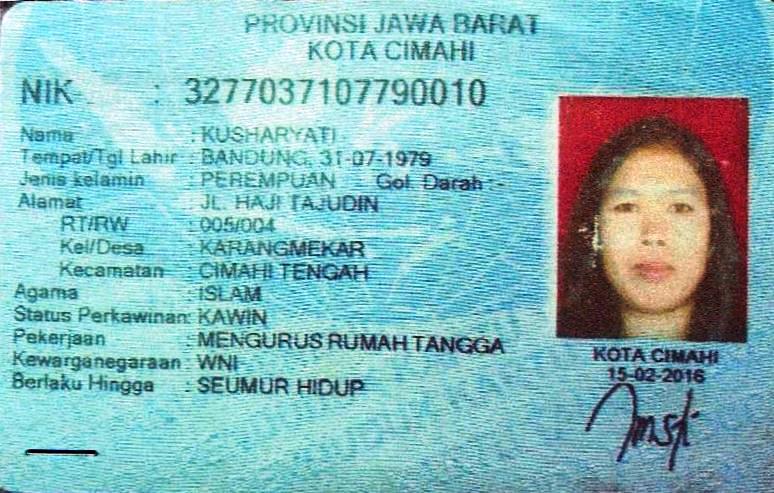 PROVINSI JAWA BARAT
KOTA CIMAHI
NIK : 3277037107790010
Nama : KUSHARYATI
Tempat/Tgl Lahir : BANDUNG, 31-07-1979
Jenis kelamin : PEREMPUAN Gol. Darah : -
Alamat : JL. HAJI TAJUDIN
RT/RW : 005/004
Kel/Desa : KARANGMEKAR
Kecamatan : CIMAHI TENGAH
Agama : ISLAM
Status Perkawinan: KAWIN
Pekerjaan : MENGURUS RUMAH TANGGA
Kewarganegaraan : WNI
Berlaku Hingga : SEUMUR HIDUP
KOTA CIMAHI
15-02-2016